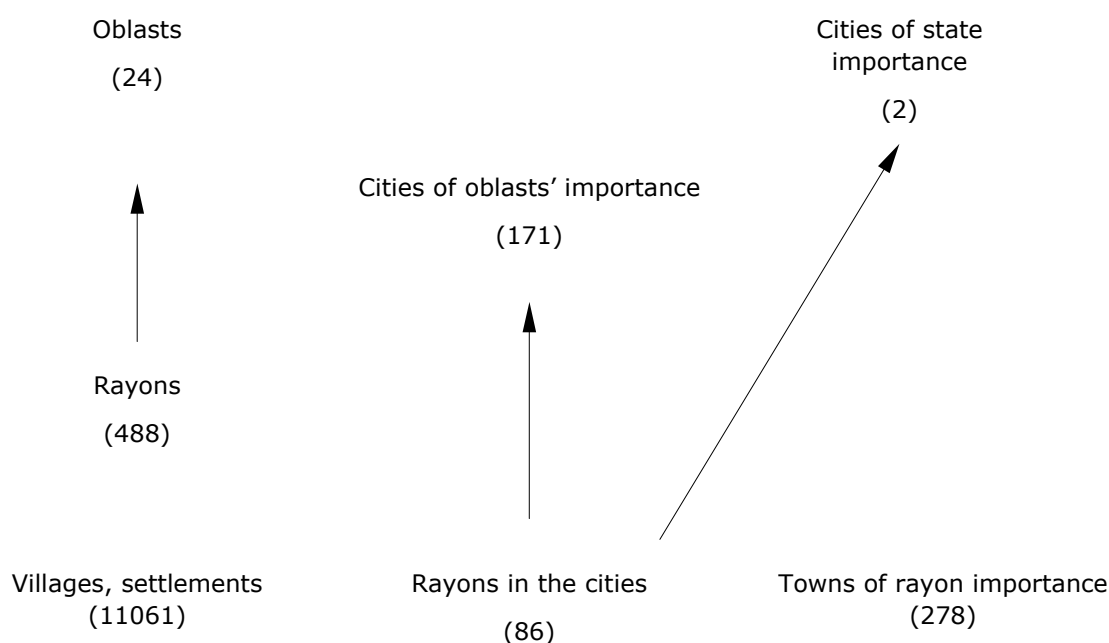 Oblasts
(24)
Cities of state
importance
(2)
Cities of oblasts’ importance
(171)
Rayons
(488)
Villages, settlements
(11061)
Rayons in the cities
(86)
Towns of rayon importance
(278)